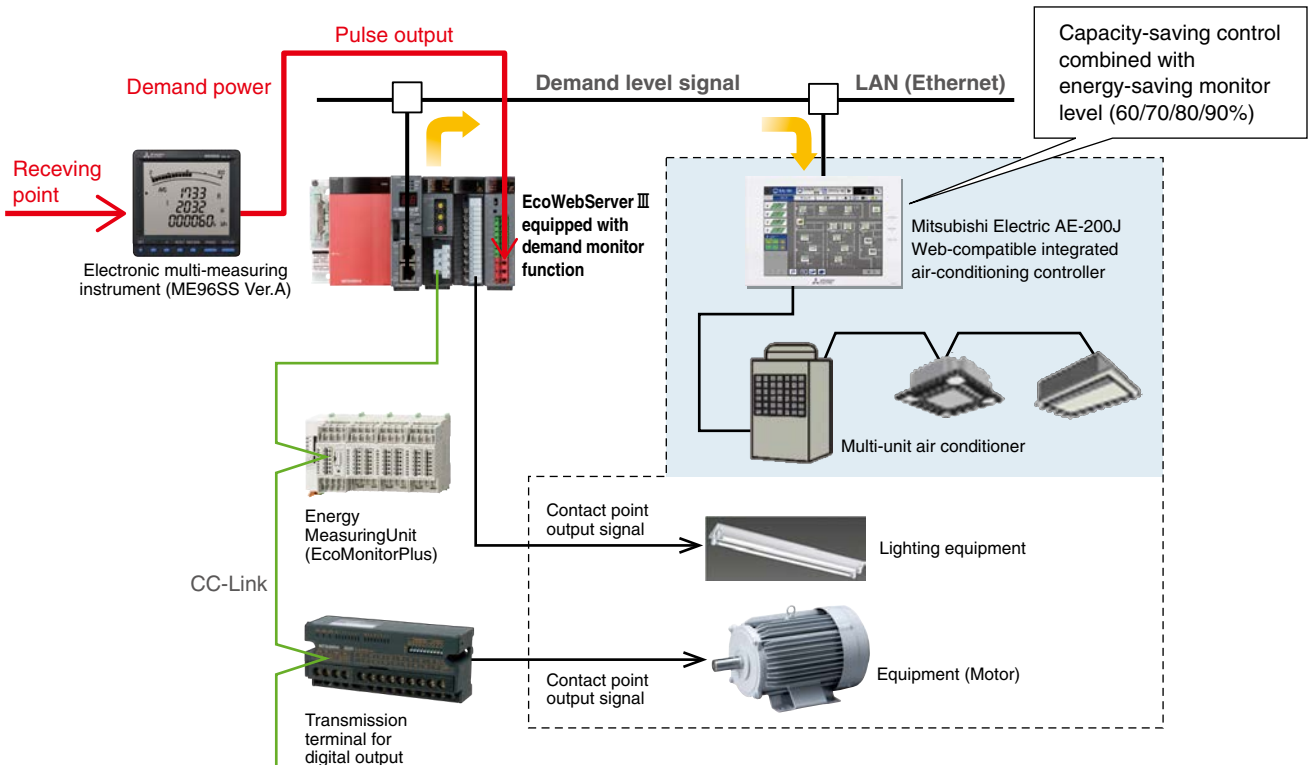 Pulse output
Demand power
Demand level signal
LAN (Ethernet)
Capacity-saving control
combined with
energy-saving monitor
level (60/70/80/90%)
Receving
point
1733
2032
000060
Electronic multi-measuring
instrument (ME96SS Ver.A)
EcoWebServer III
equipped with
demand monitor
function
Mitsubishi Electric AE-200J
Web-compatible integrated
air-conditioning controller
Multi-unit air conditioner
Energy
MeasuringUnit
(EcoMonitorPlus)
Contact point
output signal
Lighting equipment
CC-Link
Contact point
output signal
Equipment (Motor)
Transmission
terminal for
digital output